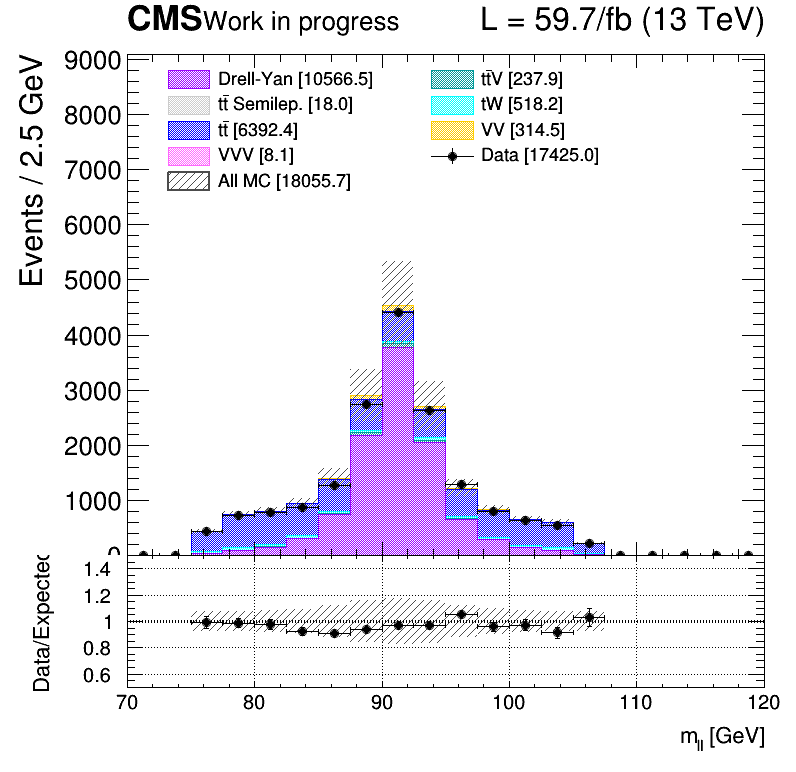 CMS Work in progress L = 59.7/fb (13 TeV)
Events / 2.5 GeV
9000
8000
7000
6000
5000
4000
3000
2000
1000
0
Drell-Yan [10566.5]
tt̄ Semilep. [18.0]
tt̄ [6392.4]
VVV [8.1]
All MC [18055.7]
tt̄V [237.9]
tW [518.2]
VV [314.5]
Data [17425.0]
Data/Expected
1.4
1.2
1
0.8
0.6
70 80 90 100 110 120
m_ll [GeV]